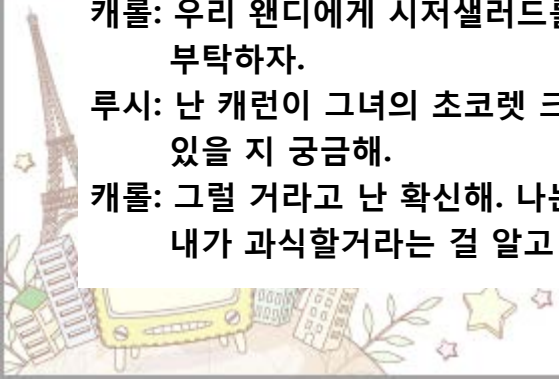 캐롤: 우리 왠디에게 시저샐러드를
부탁하자.
루시: 난 캐런이 그녀의 초코렛
있을 지 궁금해.
캐롤: 그럴 거라고 난 확신해. 나는
내가 과식할거라는 걸 알고